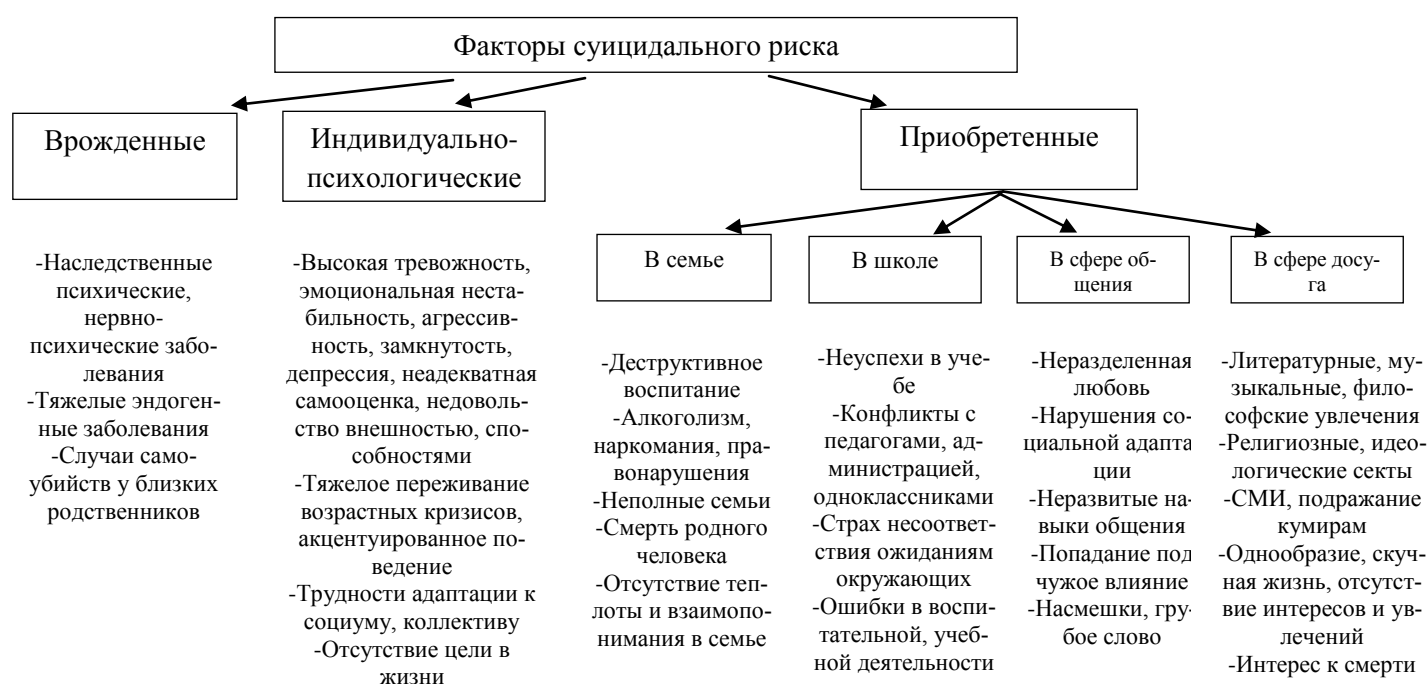 Факторы суицидального риска
Врожденные
Индивидуально-
психологические
Приобретенные
-Наследственные
психические,
нервно-
психические забо-
левания
-Тяжелые эндоген-
ные заболевания
-Случаи само-
убийств у близких
родственников
-Высокая тревожность,
эмоциональная неста-
бильность, агрессив-
ность, замкнутость,
депрессия, неадекватная
самооценка, недоволь-
ство внешностью, спо-
собностями
-Тяжелое переживание
возрастных кризисов,
акцентуированное по-
ведение
-Трудности адаптации к
социуму, коллективу
-Отсутствие цели в
жизни
В семье
-Деструктивное
воспитание
-Алкоголизм,
наркомания, пра-
вонарушения
-Неполные семьи
-Смерть родного
человека
-Отсутствие теп-
лоты и взаимопо-
нимания в семье
В школе
-Неуспехи в уче-
бе
-Конфликты с
педагогами, ад-
министрацией,
одноклассниками
-Страх несоответ-
ствия ожиданиям
окружающих
-Ошибки в воспи-
тательной, учеб-
ной деятельности
В сфере об-
щения
-Неразделенная
любовь
-Нарушения со-
циальной адапта
ции
-Неразвитые на-
выки общения
-Попадание под
чужое влияние
-Насмешки, гру-
бое слово
В сфере досу-
га
-Литературные, му-
зыкальные, фило-
софские увлечения
-Религиозные, идео-
логические секты
-СМИ, подражание
кумирам
-Однообразие, скуч-
ная жизнь, отсутст-
вие интересов и ув-
лечений
-Интерес к смерти